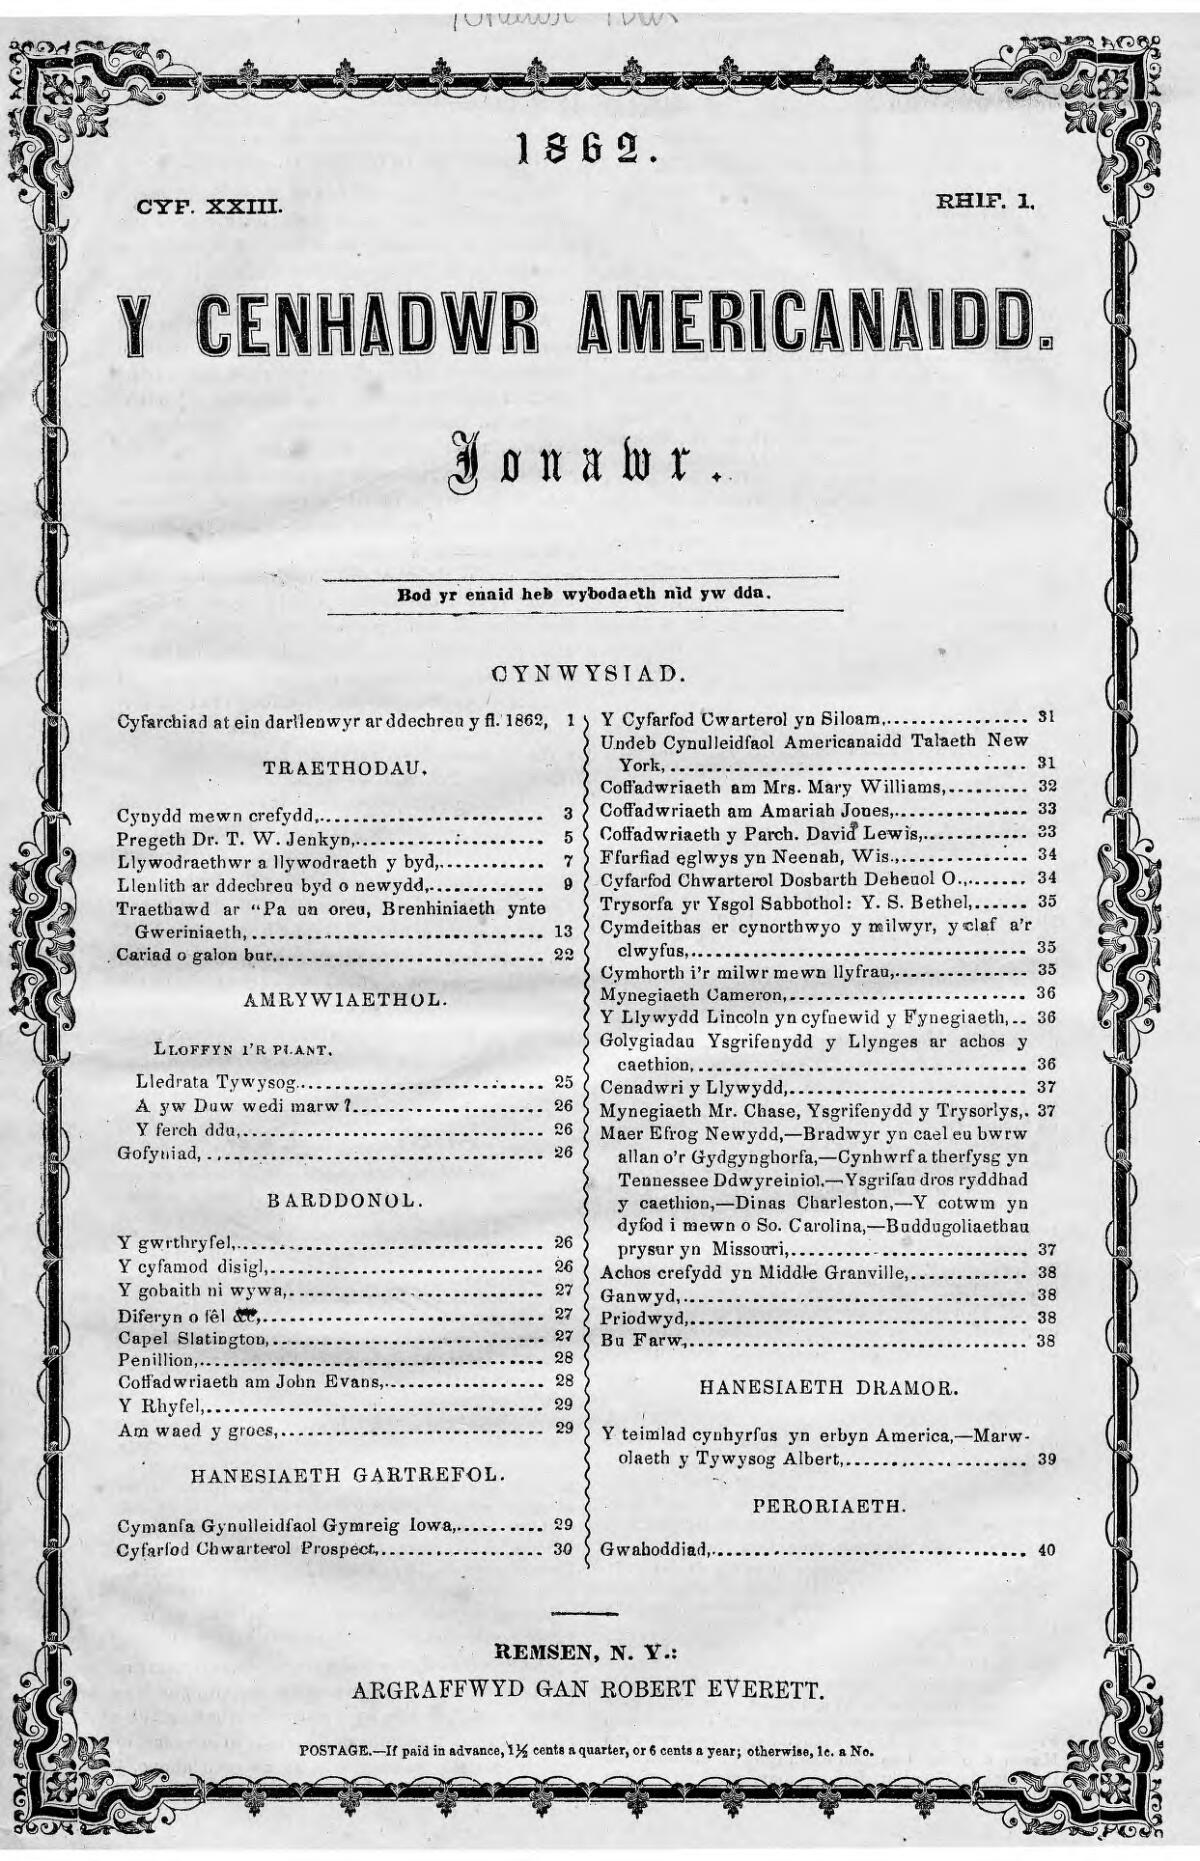 1862.
CYF. XXIII.
RHIF. 1.
Y CENHADWR AMERICANAIDD.
Ionawr.
Bod yr enaid heb wybodaeth nid yw dda.
CYNWYSIAD.
Cyfarchiad at ein darllenwyr ar ddechreu y fl. 1862, 1
TRAETHODAU.
Cynydd mewn crefydd,........................ 3
Pregeth Dr. T. W. Jenkyn,.................... 5
Llywodraethwr a llywodraeth y byd,............ 7
Llenlith ar ddechreu byd o newydd,............. 9
Traethawd ar "Pa un oreu, Brenhiniaeth ynte
Gweriniaeth,............................... 13
Cariad o galon bur,............................ 22
AMRYWIAETHOL.
LLOFFYN I'R PLANT.
Lledrata Tywysog........................... 25
A yw Duw wedi marw?...................... 26
Y ferch ddu,................................. 26
Gofyniad, .................................... 26
BARDDONOL.
Y gwrthryfel,................................. 26
Y cyfamod disigl,.............................. 26
Y gobaith ni wywa,............................ 27
Diferyn o fêl &c,............................... 27
Capel Slatington,.............................. 27
Penillion,..................................... 28
Coffadwriaeth am John Evans,................. 28
Y Rhyfel,..................................... 29
Am waed y groes,............................. 29
HANESIAETH GARTREFOL.
Cymanfa Gynulleidfaol Gymreig Iowa,.......... 29
Cyfarfod Chwarterol Prospect,.................. 30
Y Cyfarfod Cwarterol yn Siloam,................ 31
Undeb Cynulleidfaol Americanaidd Talaeth New
York,..................................... 31
Coffadwriaeth am Mrs. Mary Williams,......... 32
Coffadwriaeth am Amariah Jones,.............. 33
Coffadwriaeth y Parch. David Lewis,............ 33
Ffurfiad eglwys yn Neenah, Wis.,.............. 34
Cyfarfod Chwarterol Dosbarth Deheuol O.,....... 34
Trysorfa yr Ysgol Sabbothol: Y. S. Bethel,...... 35
Cymdeithas er cynorthwyo y milwyr, y claf a'r
clwyfus,..................................... 35
Cymhorth i'r milwr mewn llyfrau,............... 35
Mynegiaeth Cameron,.......................... 36
Y Llywydd Lincoln yn cyfnewid y Fynegiaeth,.. 36
Golygiadau Ysgrifenydd y Llynges ar achos y
caethion,.................................... 36
Cenadwri y Llywydd,.......................... 37
Mynegiaeth Mr. Chase, Ysgrifenydd y Trysorlys,. 37
Maer Efrog Newydd,—Bradwyr yn cael eu bwrw
allan o'r Gydgynghorfa,—Cynhwrf a therfysg yn
Tennessee Ddwyreiniol,—Ysgrifau dros ryddhad
y caethion,—Dinas Charleston,—Y cotwm yn
dyfod i mewn o So. Carolina,—Buddugoliaethau
prysur yn Missouri,.......................... 37
Achos crefydd yn Middle Granville,............. 38
Ganwyd,..................................... 38
Priodwyd,.................................... 38
Bu Farw,.................................... 38
HANESIAETH DRAMOR.
Y teimlad cynhyrfus yn erbyn America,—Marw-
olaeth y Tywysog Albert,..................... 39
PERORIAETH.
Gwahoddiad,................................. 40
REMSEN, N. Y.:
ARGRAFFWYD GAN ROBERT EVERETT.
POSTAGE.—If paid in advance, 1½ cents a quarter, or 6 cents a year; otherwise, 1c. a No.